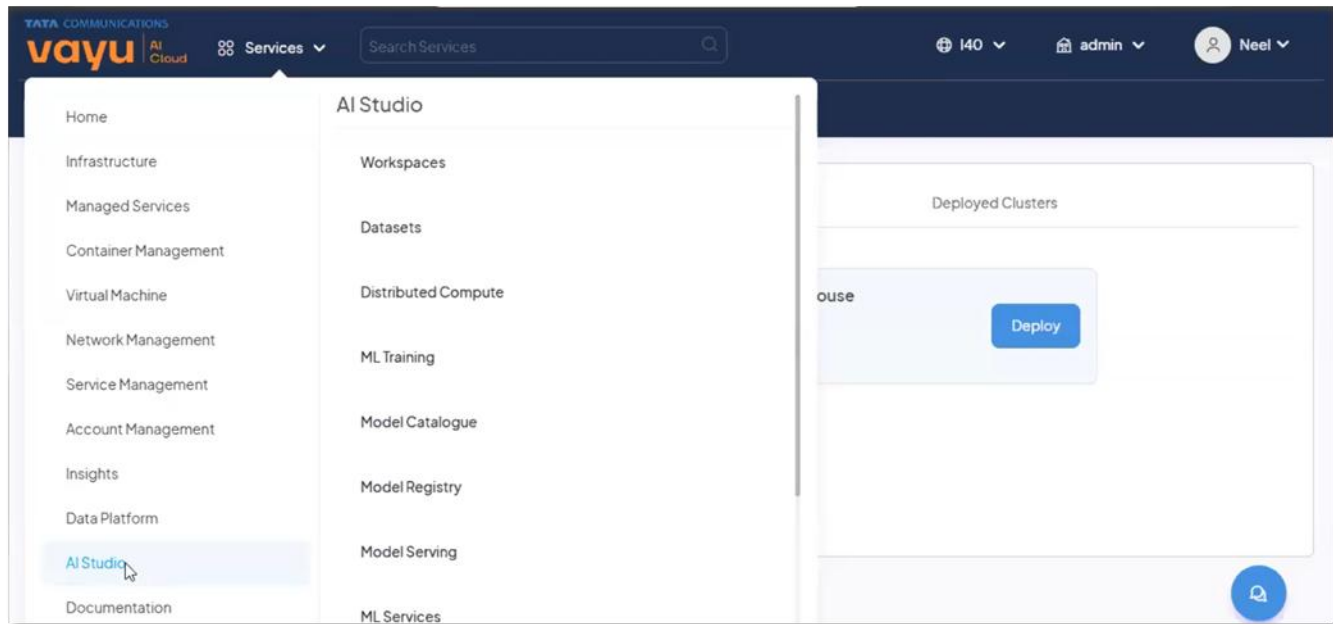 TATA COMMUNICATIONS
vayu AI Cloud
Services
Search Services
I40
admin
Neel
Home
Infrastructure
Managed Services
Container Management
Virtual Machine
Network Management
Service Management
Account Management
Insights
Data Platform
AI Studio
Documentation
AI Studio
Workspaces
Datasets
Distributed Compute
ML Training
Model Catalogue
Model Registry
Model Serving
ML Services
Deployed Clusters
ouse
Deploy